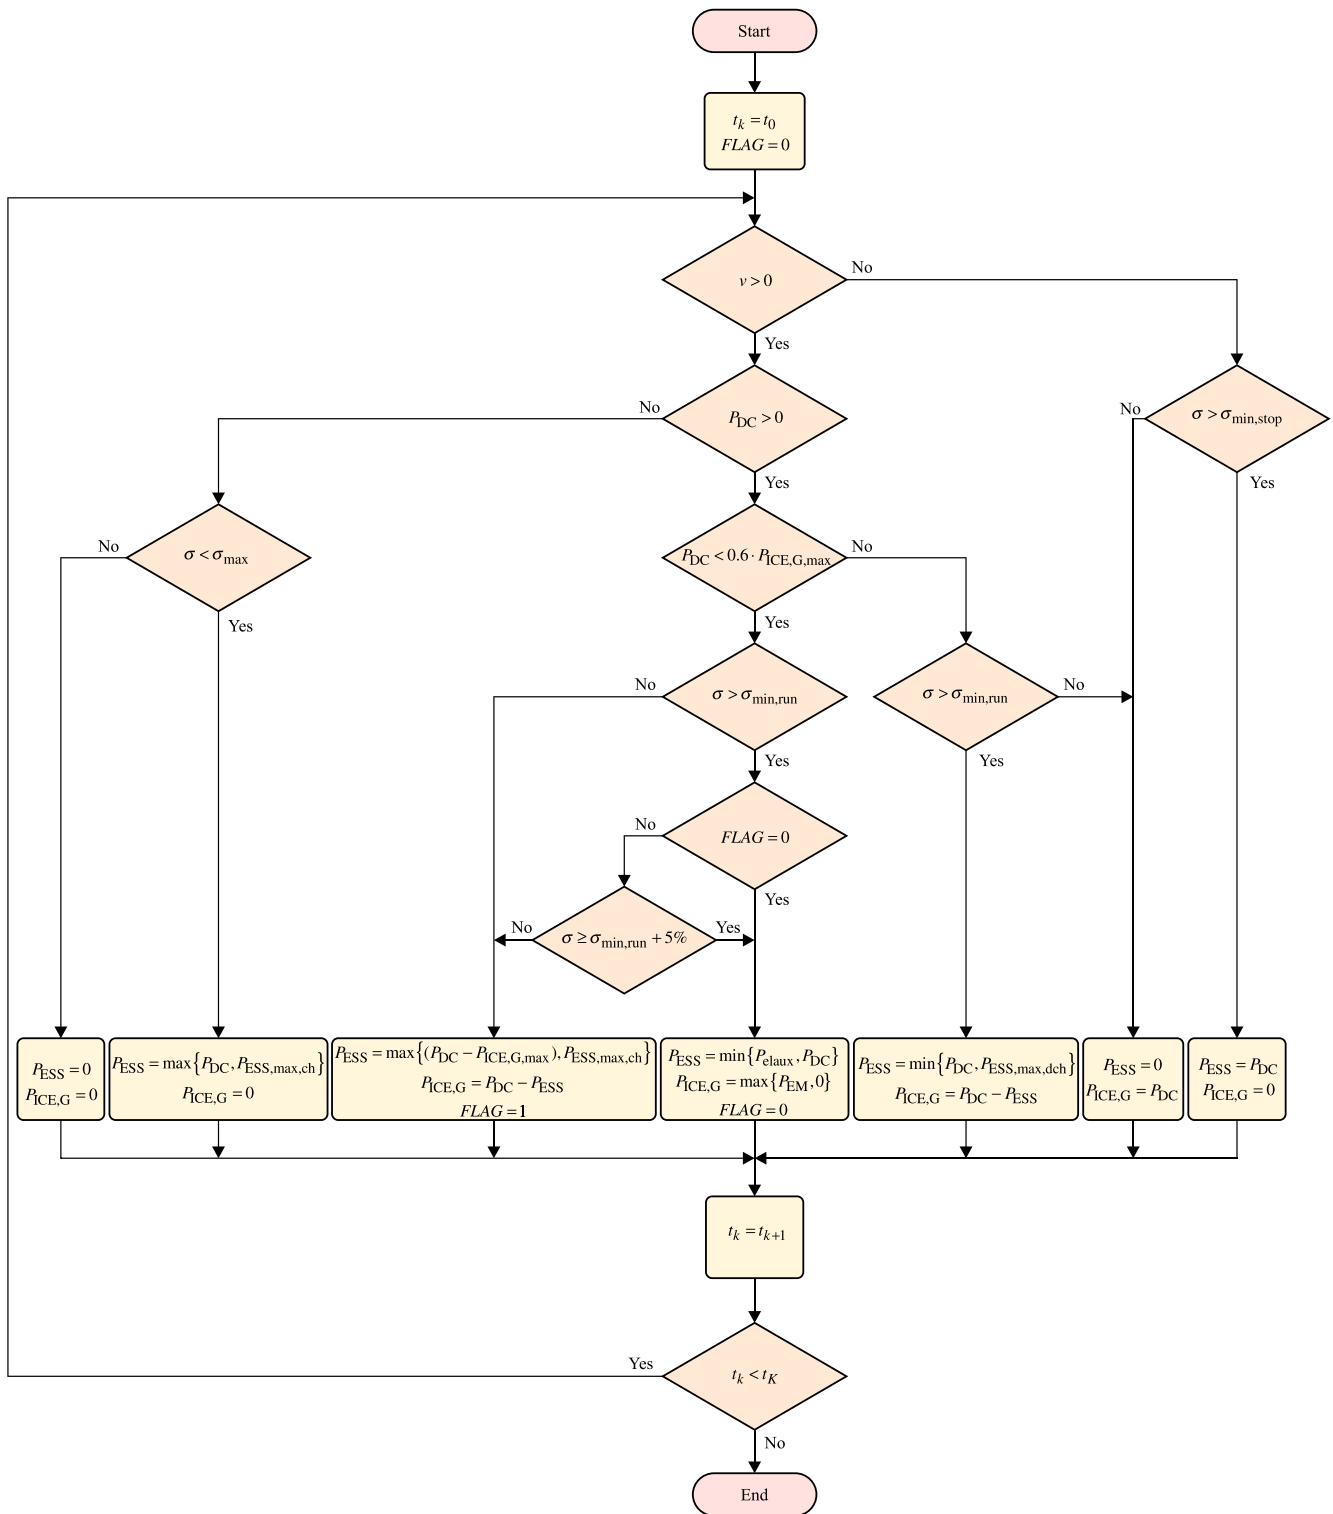 Start
t_k = t_0
FLAG = 0
v > 0
No
Yes
P_DC > 0
No
Yes
σ > σ_min,stop
No
Yes
σ < σ_max
No
Yes
P_DC < 0.6 · P_ICE,G,max
No
Yes
σ > σ_min,run
No
Yes
σ > σ_min,run
No
Yes
FLAG = 0
No
Yes
σ ≥ σ_min,run + 5%
No
Yes
P_ESS = 0
P_ICE,G = 0
P_ESS = max{P_DC, P_ESS,max,ch}
P_ICE,G = 0
P_ESS = max{(P_DC − P_ICE,G,max), P_ESS,max,ch}
P_ICE,G = P_DC − P_ESS
FLAG = 1
P_ESS = min{P_elaux, P_DC}
P_ICE,G = max{P_EM, 0}
FLAG = 0
P_ESS = min{P_DC, P_ESS,max,dch}
P_ICE,G = P_DC − P_ESS
P_ESS = 0
P_ICE,G = P_DC
P_ESS = P_DC
P_ICE,G = 0
t_k = t_k+1
t_k < t_K
Yes
No
End